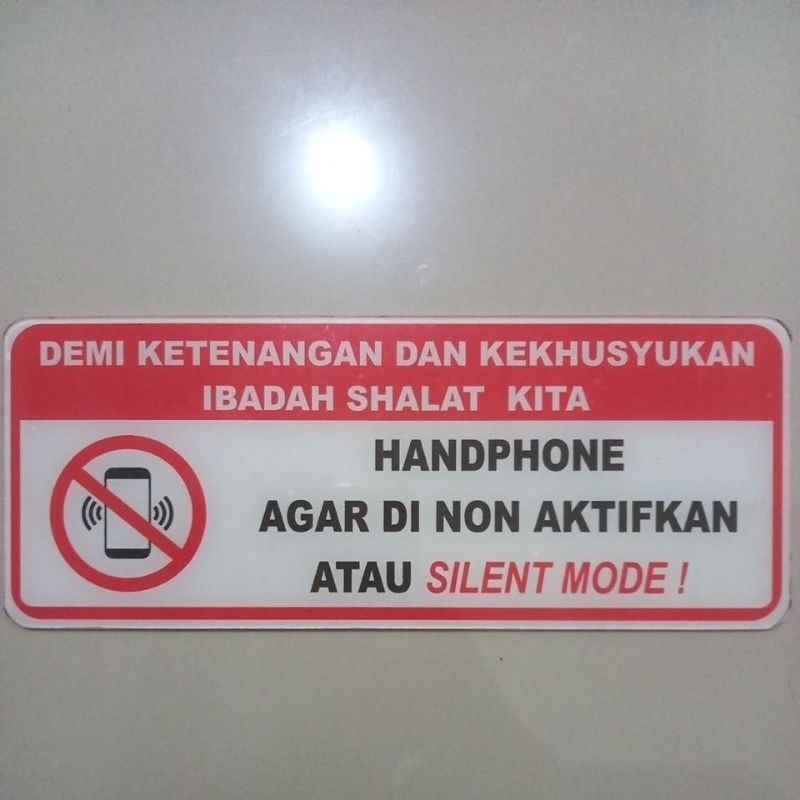 DEMI KETENANGAN DAN KEKHUSYUKAN
IBADAH SHALAT KITA
HANDPHONE
AGAR DI NON AKTIFKAN
ATAU SILENT MODE !